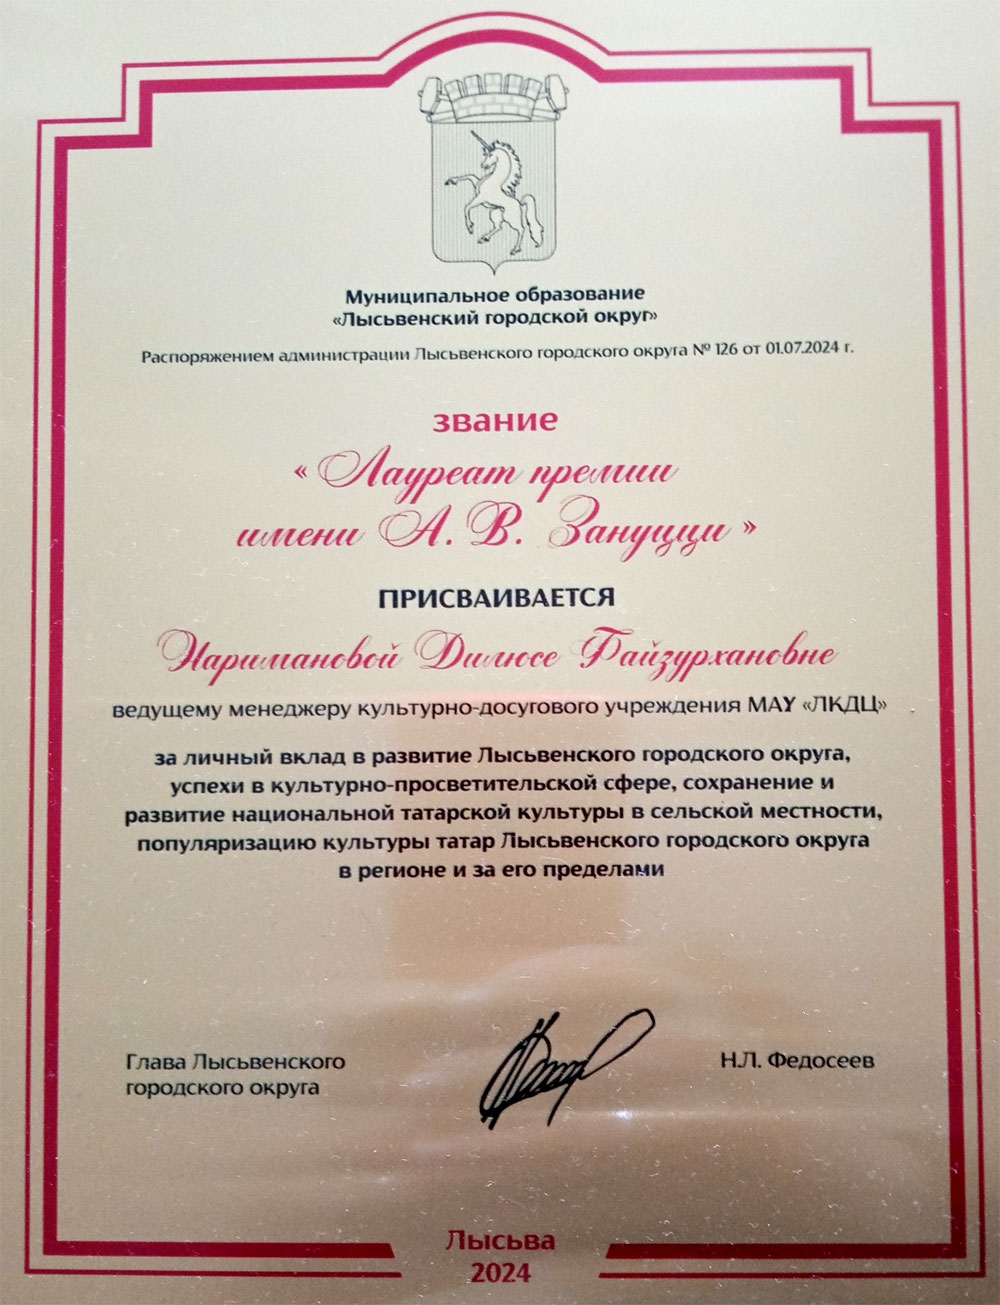 Муниципальное образование
«Лысьвенский городской округ»
Распоряжением администрации Лысьвенского городского округа № 126 от 01.07.2024 г.
звание
« Лауреат премии
имени А. В. Зануцци »
ПРИСВАИВАЕТСЯ
Наримановой Дилюсе Файзурхановне
ведущему менеджеру культурно-досугового учреждения МАУ «ЛКДЦ»
за личный вклад в развитие Лысьвенского городского округа,
успехи в культурно-просветительской сфере, сохранение и
развитие национальной татарской культуры в сельской местности,
популяризацию культуры татар Лысьвенского городского округа
в регионе и за его пределами
Глава Лысьвенского
городского округа
Н.Л. Федосеев
Лысьва
2024